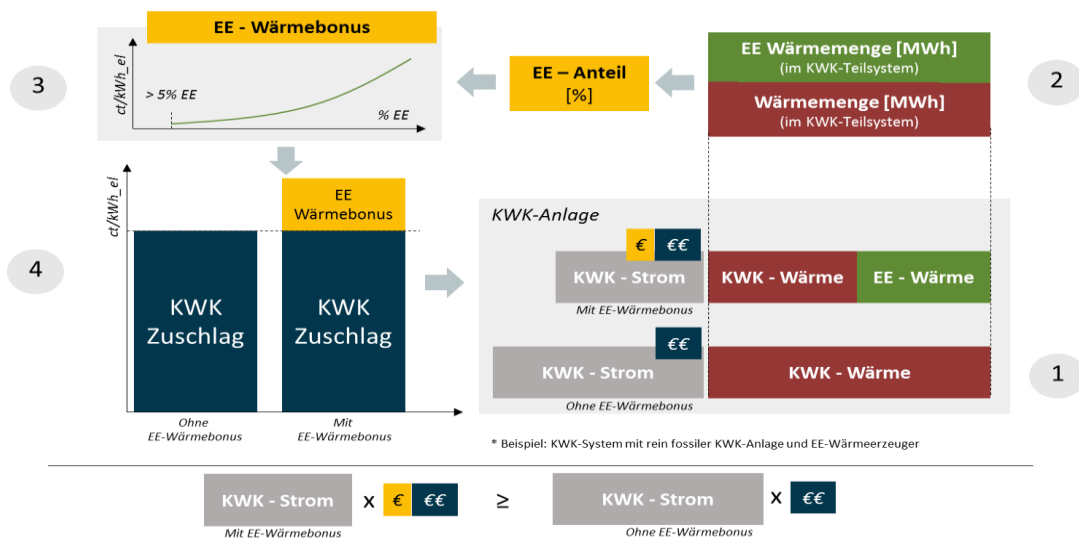 EE - Wärmebonus
ct/kWh_el
> 5% EE
% EE
3
EE – Anteil
[%]
EE Wärmemenge [MWh]
(im KWK-Teilsystem)
Wärmemenge [MWh]
(im KWK-Teilsystem)
2
ct/kWh_el
EE
Wärmebonus
KWK
Zuschlag
KWK
Zuschlag
Ohne
EE-Wärmebonus
Mit
EE-Wärmebonus
4
KWK-Anlage
€ €€
KWK - Strom
KWK - Wärme
EE - Wärme
Mit EE-Wärmebonus
€€
KWK - Strom
KWK - Wärme
Ohne EE-Wärmebonus
1
* Beispiel: KWK-System mit rein fossiler KWK-Anlage und EE-Wärmeerzeuger
KWK - Strom x € €€ ≥ KWK - Strom x €€
Mit EE-Wärmebonus
Ohne EE-Wärmebonus